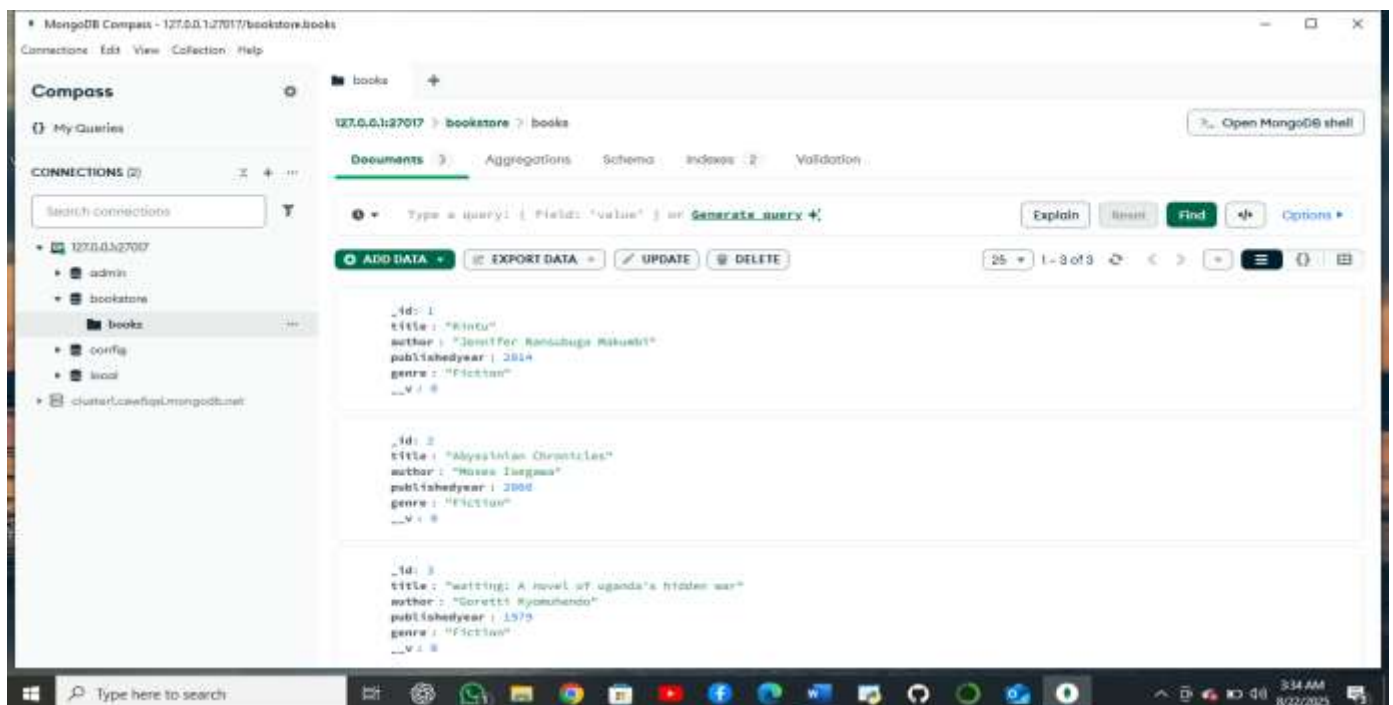 MongoDB Compass - 127.0.0.1:27017/bookstore.books
Connections Edit View Collection Help
Compass
{} My Queries
CONNECTIONS (2)
Search connections
127.0.0.1:27017
admin
bookstore
books
config
local
books
127.0.0.1:27017 > bookstore > books
>_ Open MongoDB shell
Documents 3 Aggregations Schema Indexes 2 Validation
Type a query: { field: 'value' } or Generate query
Explain Reset Find </> Options
ADD DATA EXPORT DATA UPDATE DELETE
25 1 - 3 of 3
_id: 1
title : "Kintu"
author : "Jennifer Nansubuga Makumbi"
publishedyear : 2014
genre : "Fiction"
__v : 0
_id: 2
title : "Abyssinian Chronicles"
author : "Moses Isegawa"
publishedyear : 2000
genre : "Fiction"
__v : 0
_id: 3
title : "waiting: A novel of uganda's hidden war"
author : "Goretti Kyomuhendo"
publishedyear : 1979
genre : "Fiction"
__v : 0
Type here to search
3:34 AM
8/22/2025